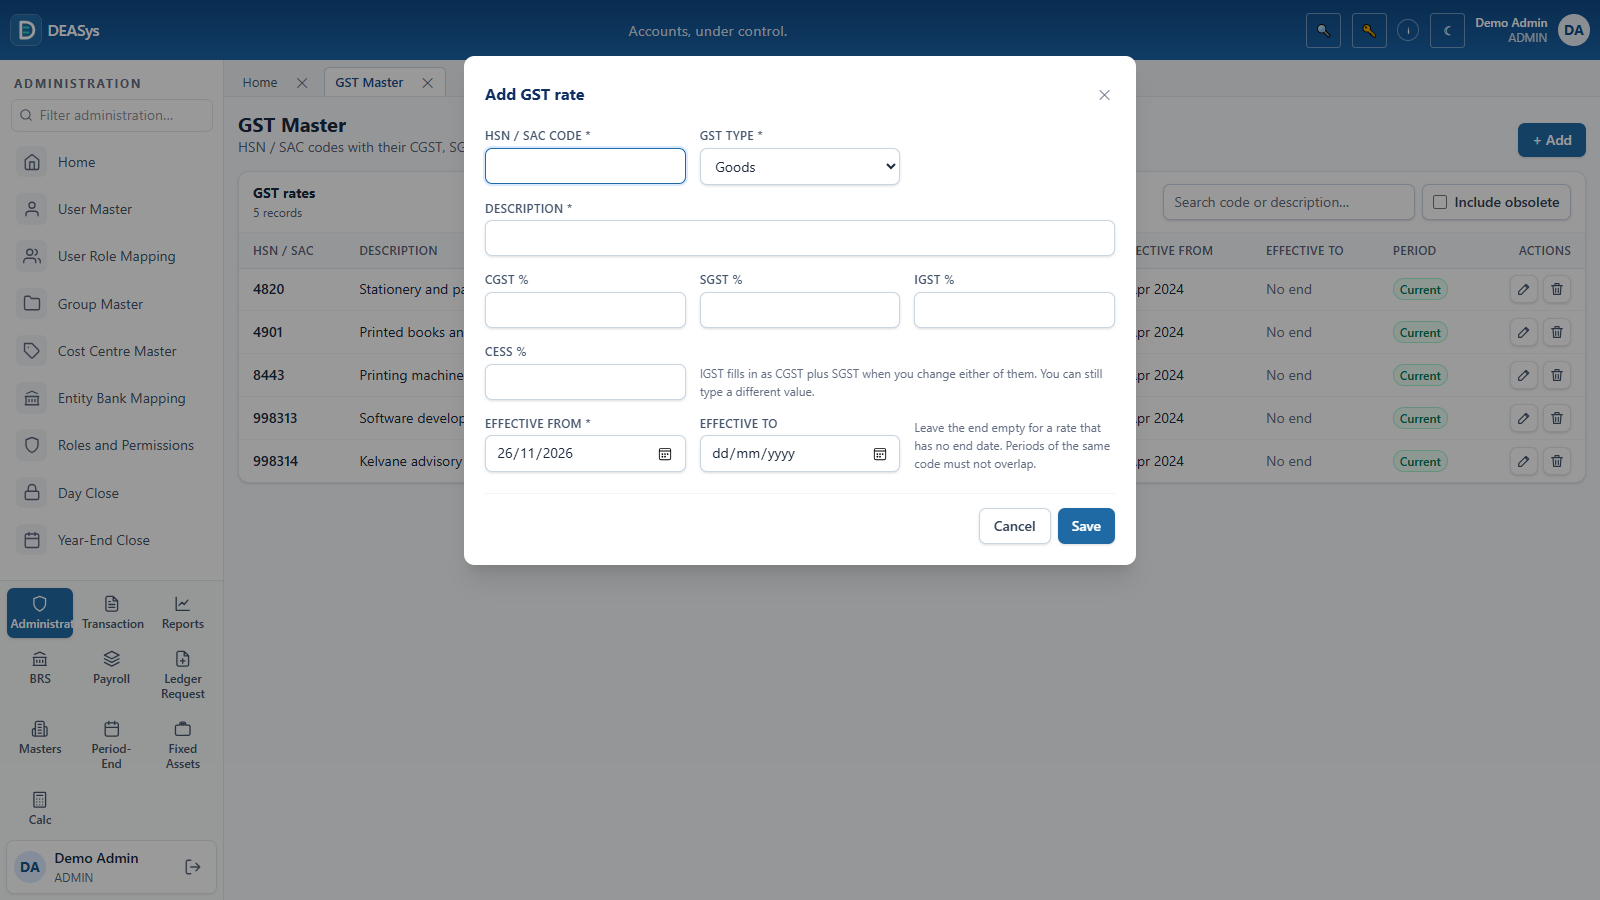 DEASys
Accounts, under control.
Demo Admin
ADMIN
DA
ADMINISTRATION
Filter administration...
Home
User Master
User Role Mapping
Group Master
Cost Centre Master
Entity Bank Mapping
Roles and Permissions
Day Close
Year-End Close
Administrat
Transaction
Reports
BRS
Payroll
Ledger
Request
Masters
Period-
End
Fixed
Assets
Calc
DA
Demo Admin
ADMIN
Home
GST Master
GST Master
HSN / SAC codes with their CGST, SG
+ Add
GST rates
5 records
Search code or description...
Include obsolete
HSN / SAC DESCRIPTION ECTIVE FROM EFFECTIVE TO PERIOD ACTIONS
4820 Stationery and pa pr 2024 No end Current
4901 Printed books an pr 2024 No end Current
8443 Printing machine pr 2024 No end Current
998313 Software develop pr 2024 No end Current
998314 Kelvane advisory pr 2024 No end Current
Add GST rate
HSN / SAC CODE * GST TYPE *
Goods
DESCRIPTION *
CGST % SGST % IGST %
CESS %
IGST fills in as CGST plus SGST when you change either of them. You can still
type a different value.
EFFECTIVE FROM * EFFECTIVE TO
26/11/2026 dd/mm/yyyy
Leave the end empty for a rate that
has no end date. Periods of the same
code must not overlap.
Cancel Save